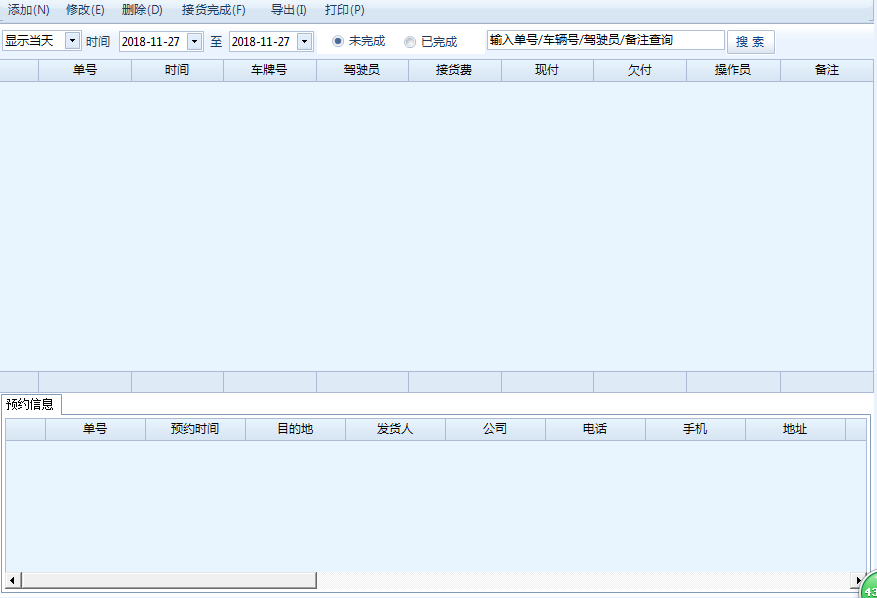 添加(N) 修改(E) 删除(D) 接货完成(F) 导出(I) 打印(P)
显示当天 时间 2018-11-27 至 2018-11-27 未完成 已完成 输入单号/车辆号/驾驶员/备注查询 搜 索
单号 时间 车牌号 驾驶员 接货费 现付 欠付 操作员 备注
预约信息
单号 预约时间 目的地 发货人 公司 电话 手机 地址